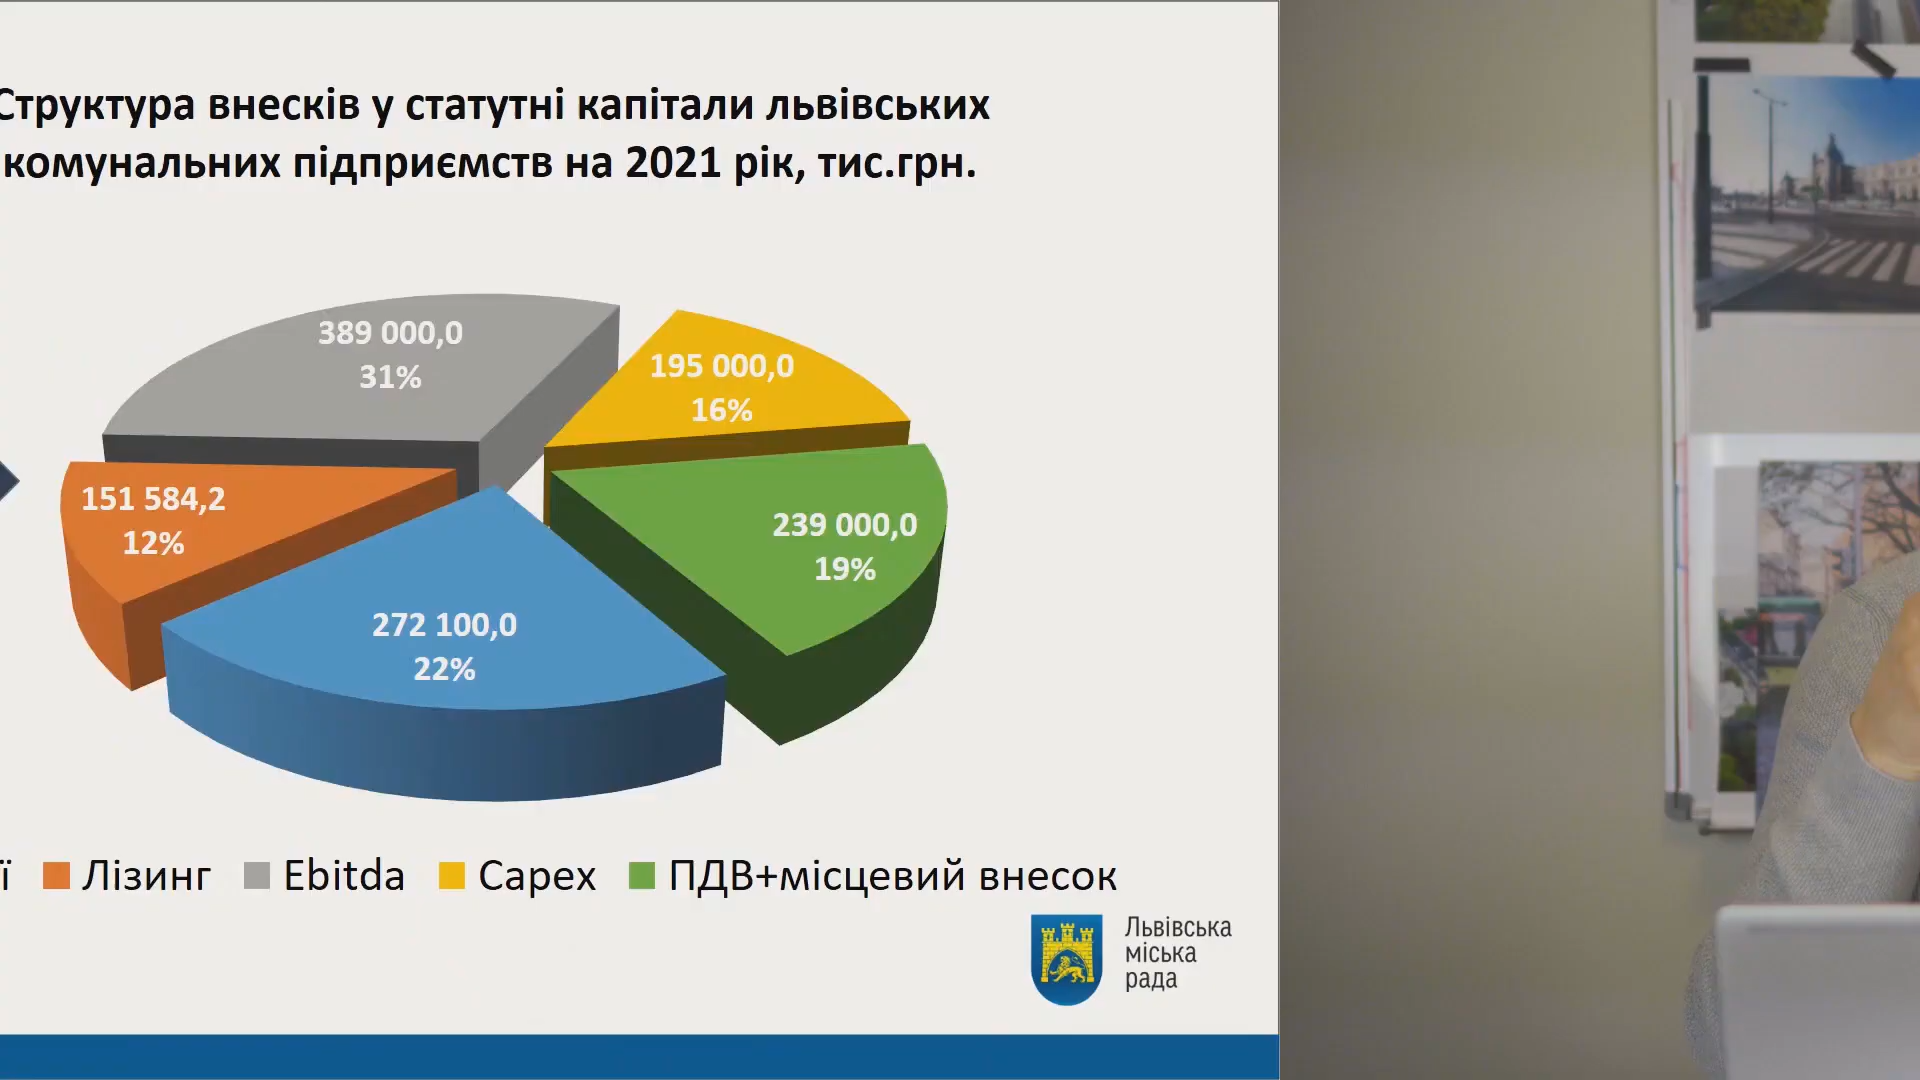 Структура внесків у статутні капітали львівських
комунальних підприємств на 2021 рік, тис.грн.
389 000,0
31%
195 000,0
16%
151 584,2
12%
239 000,0
19%
272 100,0
22%
ї Лізинг Ebitda Capex ПДВ+місцевий внесок
Львівська
міська
рада